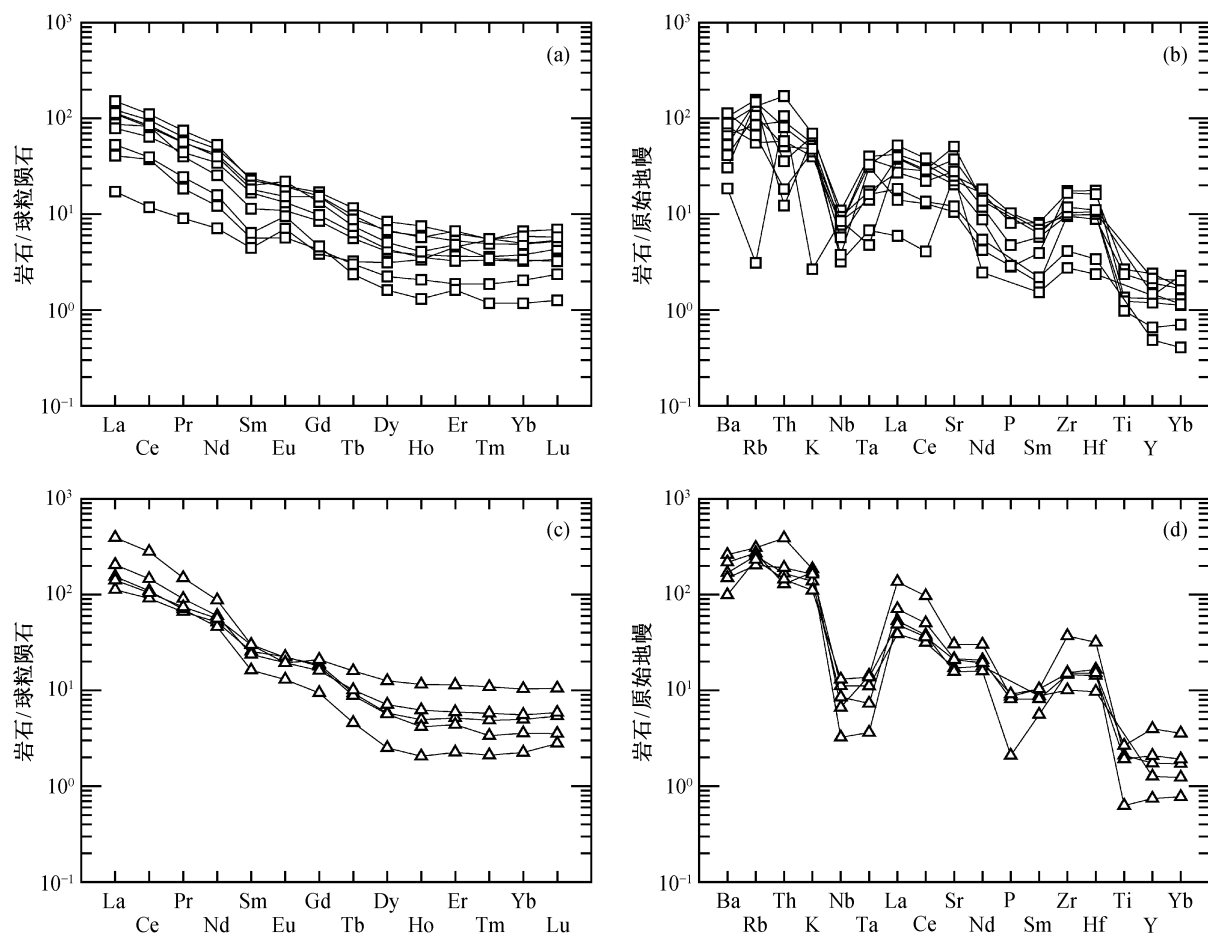 10³
10²
10¹
10⁰
10⁻¹
岩石/球粒陨石
(a)
La Pr Sm Gd Dy Er Yb
Ce Nd Eu Tb Ho Tm Lu
10³
10²
10¹
10⁰
10⁻¹
岩石/原始地幔
(b)
Ba Th Nb La Sr P Zr Ti Yb
Rb K Ta Ce Nd Sm Hf Y
10³
10²
10¹
10⁰
10⁻¹
岩石/球粒陨石
(c)
La Pr Sm Gd Dy Er Yb
Ce Nd Eu Tb Ho Tm Lu
10³
10²
10¹
10⁰
10⁻¹
岩石/原始地幔
(d)
Ba Th Nb La Sr P Zr Ti Yb
Rb K Ta Ce Nd Sm Hf Y